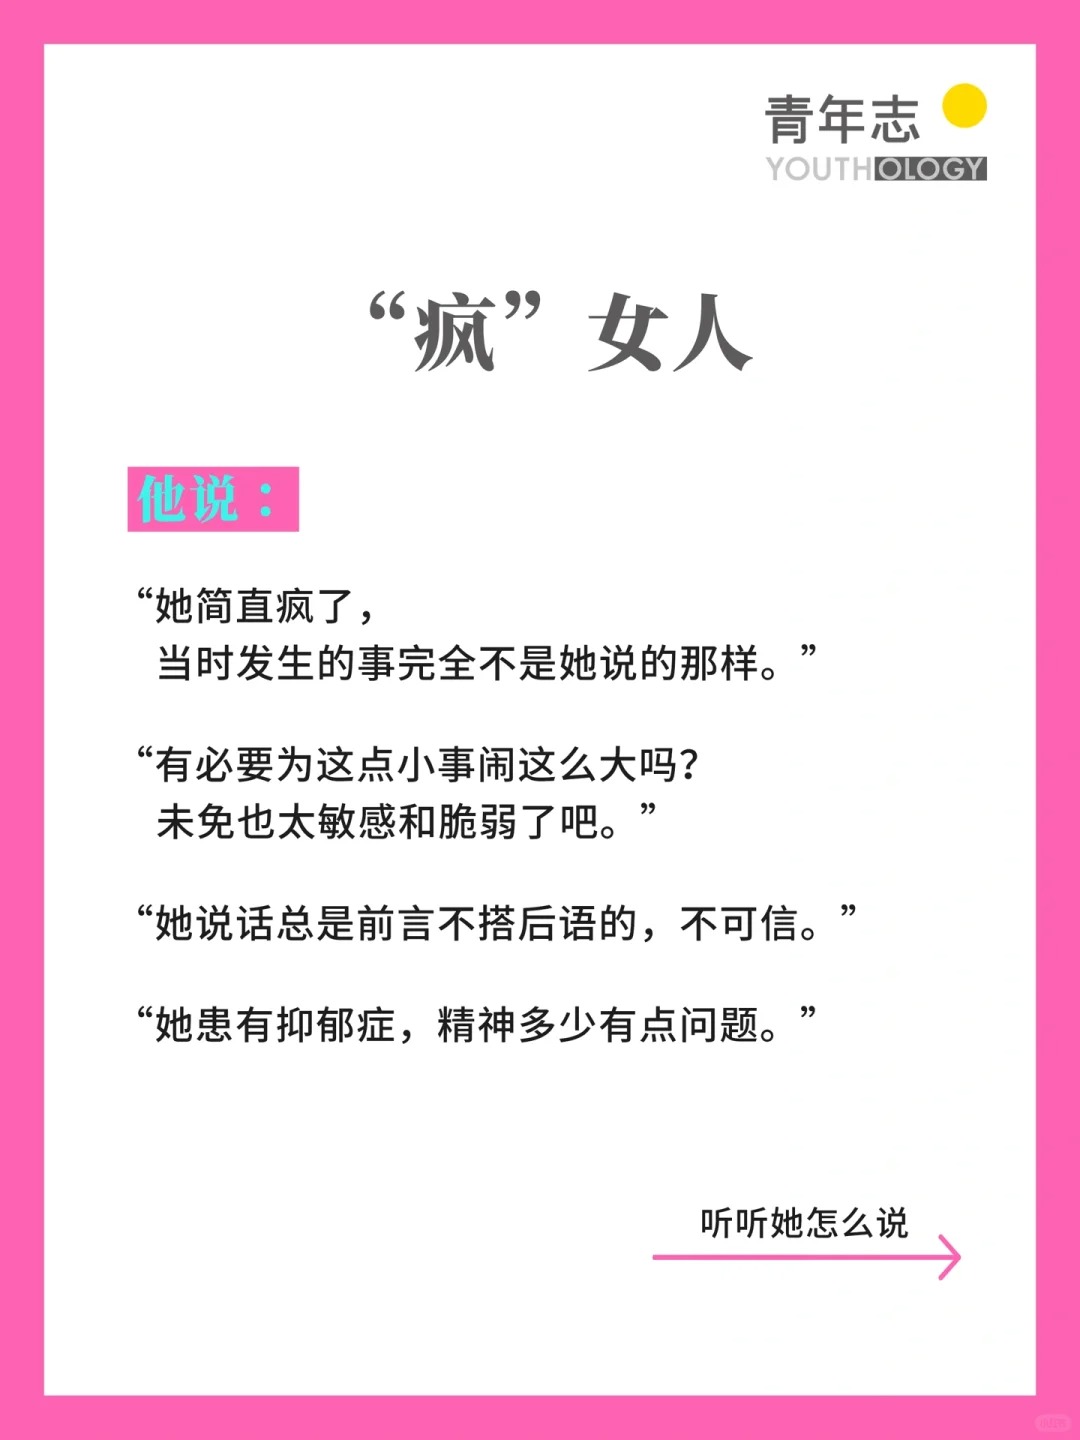 青年志
YOUTHOLOGY
“疯”女人
他说：
“她简直疯了，
当时发生的事完全不是她说的那样。”
“有必要为这点小事闹这么大吗？
未免也太敏感和脆弱了吧。”
“她说话总是前言不搭后语的，不可信。”
“她患有抑郁症，精神多少有点问题。”
听听她怎么说